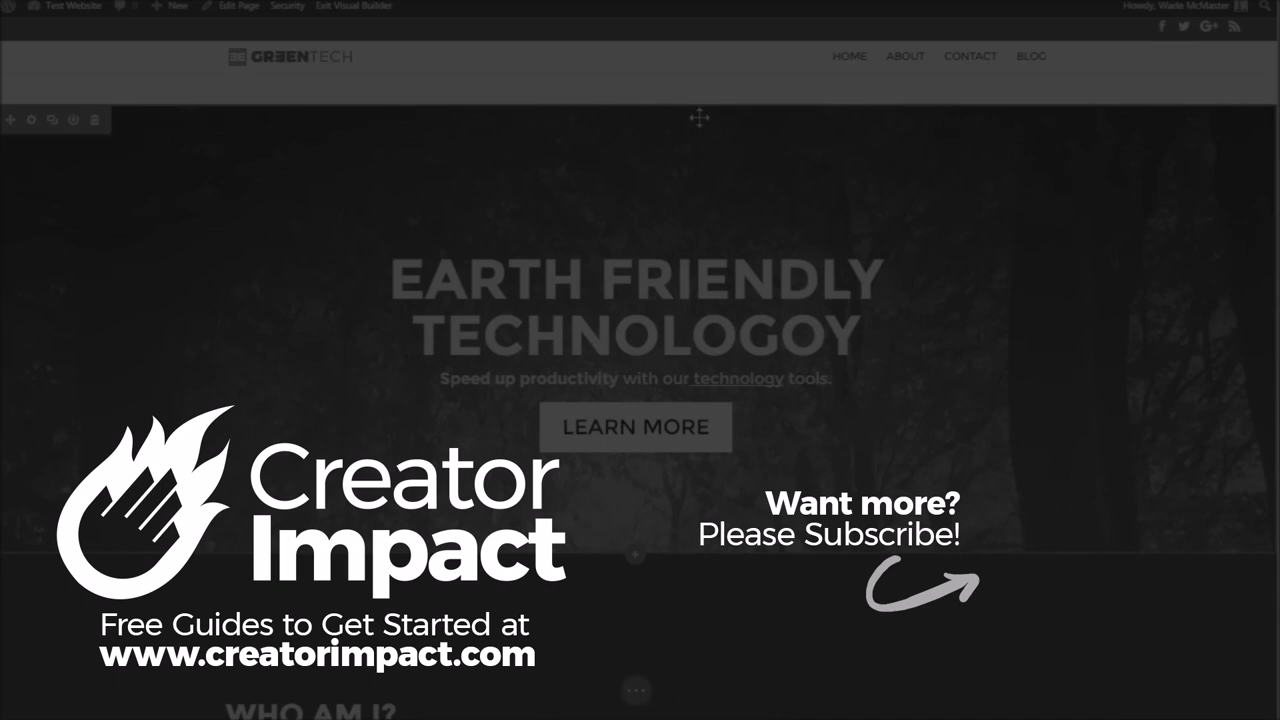 Test Website 0 New Edit Page Security Exit Visual Builder Howdy, Wade McMaster
GREENTECH HOME ABOUT CONTACT BLOG
EARTH FRIENDLY
TECHNOLOGOY
Speed up productivity with our technology tools.
LEARN MORE
Creator
Impact
Free Guides to Get Started at
www.creatorimpact.com
Want more?
Please Subscribe!
WHO AM I?